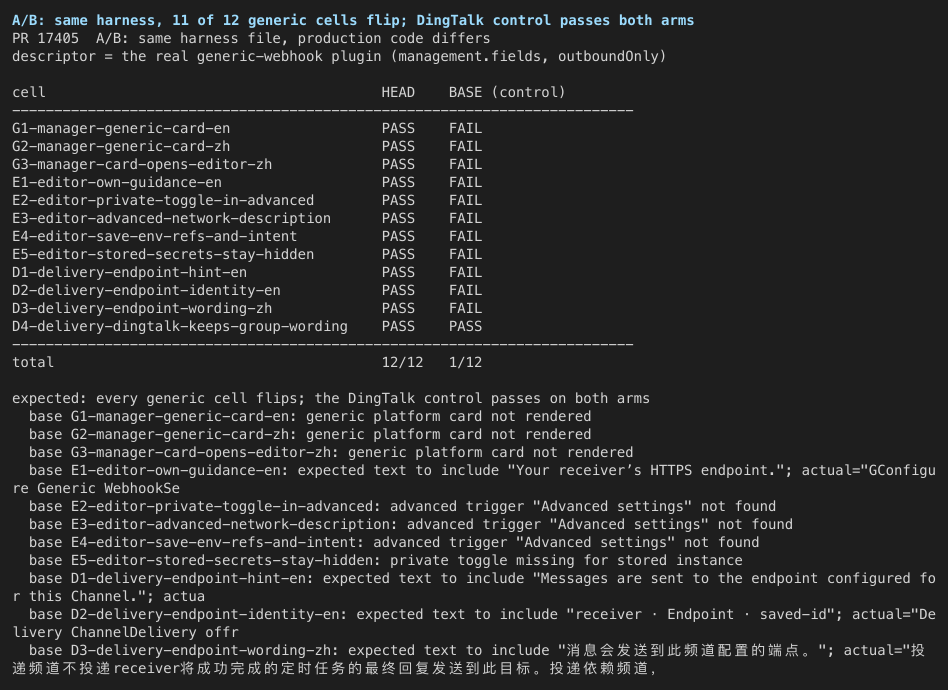 A/B: same harness, 11 of 12 generic cells flip; DingTalk control passes both arms
PR 17405  A/B: same harness file, production code differs
descriptor = the real generic-webhook plugin (management.fields, outboundOnly)
cell HEAD BASE (control)
G1-manager-generic-card-en PASS FAIL
G2-manager-generic-card-zh PASS FAIL
G3-manager-card-opens-editor-zh PASS FAIL
E1-editor-own-guidance-en PASS FAIL
E2-editor-private-toggle-in-advanced PASS FAIL
E3-editor-advanced-network-description PASS FAIL
E4-editor-save-env-refs-and-intent PASS FAIL
E5-editor-stored-secrets-stay-hidden PASS FAIL
D1-delivery-endpoint-hint-en PASS FAIL
D2-delivery-endpoint-identity-en PASS FAIL
D3-delivery-endpoint-wording-zh PASS FAIL
D4-delivery-dingtalk-keeps-group-wording PASS PASS
total 12/12 1/12
expected: every generic cell flips; the DingTalk control passes on both arms
base G1-manager-generic-card-en: generic platform card not rendered
base G2-manager-generic-card-zh: generic platform card not rendered
base G3-manager-card-opens-editor-zh: generic platform card not rendered
base E1-editor-own-guidance-en: expected text to include "Your receiver’s HTTPS endpoint."; actual="GConfigu
re Generic WebhookSe
base E2-editor-private-toggle-in-advanced: advanced trigger "Advanced settings" not found
base E3-editor-advanced-network-description: advanced trigger "Advanced settings" not found
base E4-editor-save-env-refs-and-intent: advanced trigger "Advanced settings" not found
base E5-editor-stored-secrets-stay-hidden: private toggle missing for stored instance
base D1-delivery-endpoint-hint-en: expected text to include "Messages are sent to the endpoint configured fo
r this Channel."; actua
base D2-delivery-endpoint-identity-en: expected text to include "receiver · Endpoint · saved-id"; actual="De
livery ChannelDelivery offr
base D3-delivery-endpoint-wording-zh: expected text to include "消息会发送到此频道配置的端点。"; actual="投
递频道不投递receiver将成功完成的定时任务的最终回复发送到此目标。投递依赖频道，